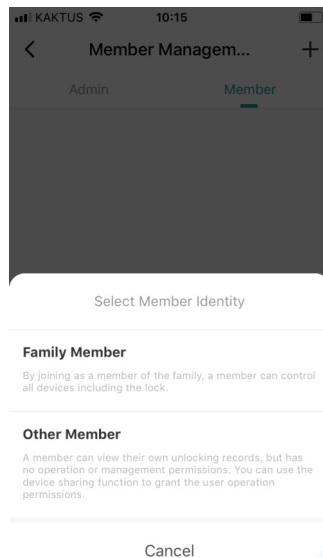 KAKTUS 10:15
Member Managem...
Admin Member
Select Member Identity
Family Member
By joining as a member of the family, a member can control
all devices including the lock.
Other Member
A member can view their own unlocking records, but has
no operation or management permissions. You can use the
device sharing function to grant the user operation
permissions.
Cancel